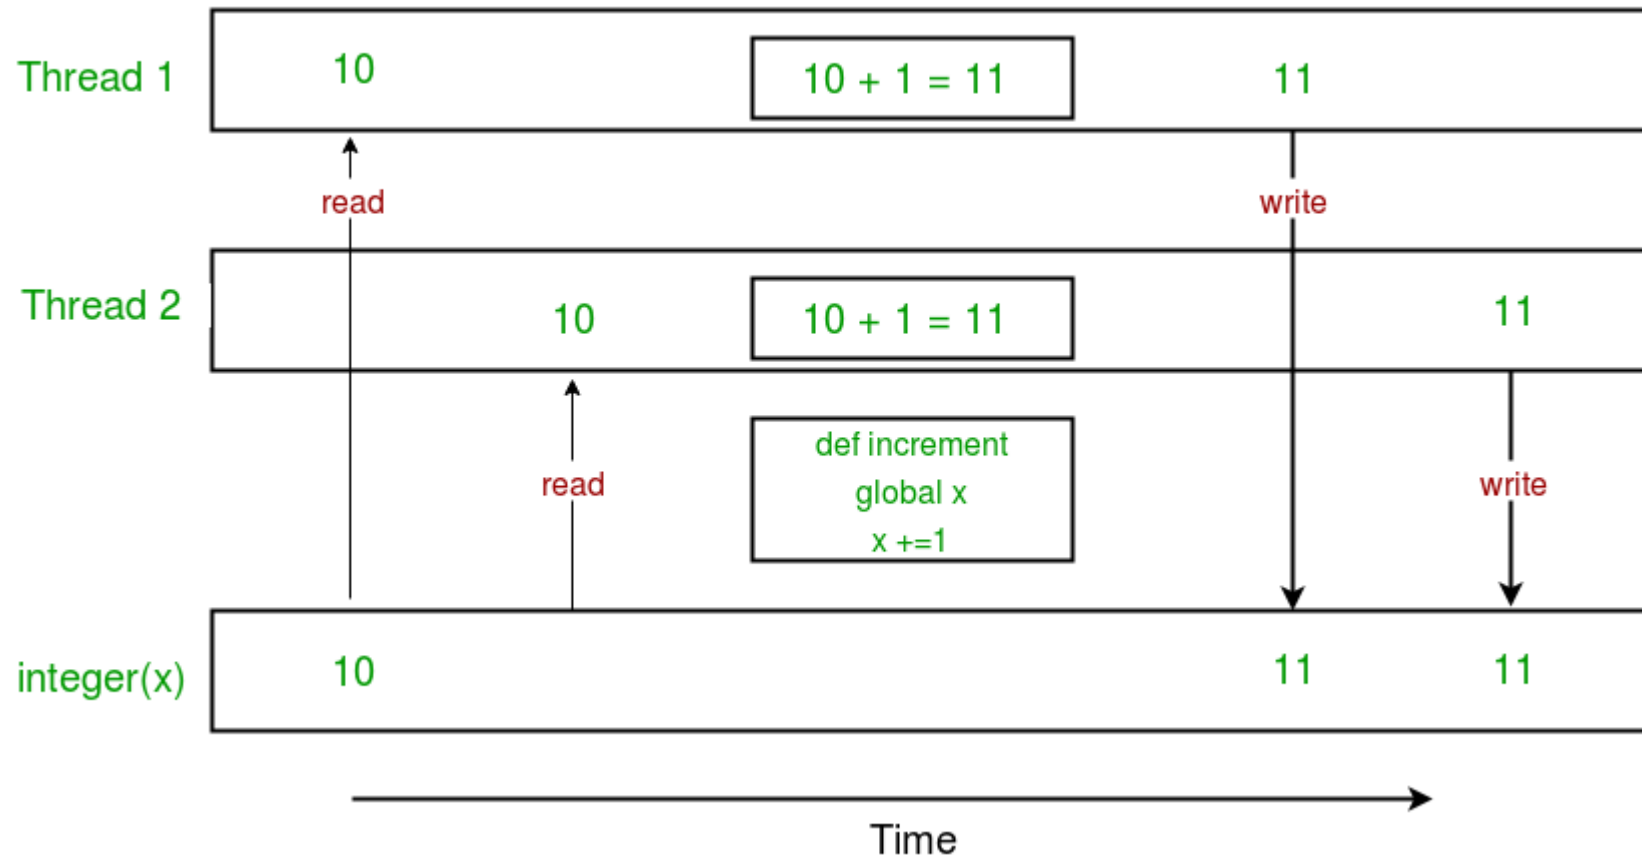 Thread 1
10
10 + 1 = 11
11
read
write
Thread 2
10
10 + 1 = 11
11
read
def increment
global x
x +=1
write
integer(x)
10
11
11
Time